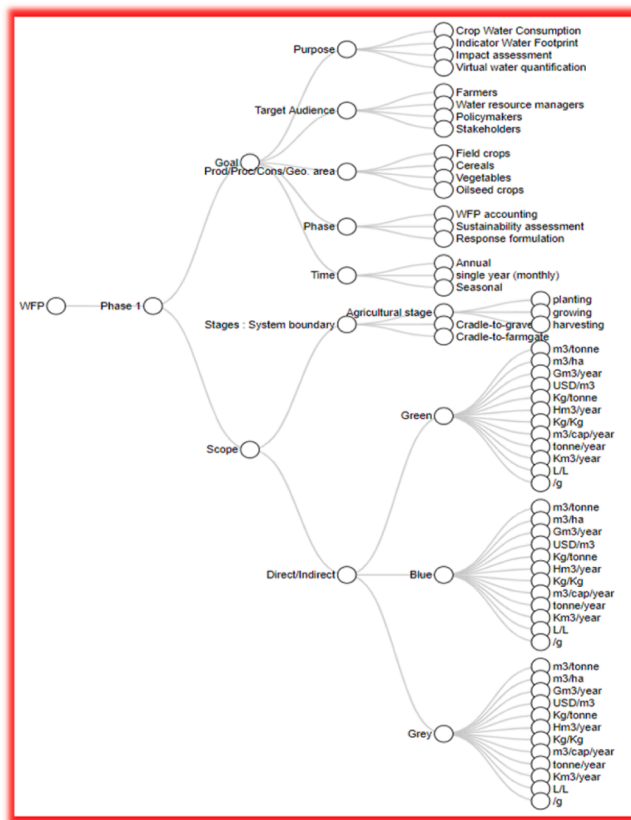 Crop Water Consumption
Indicator Water Footprint
Purpose
Impact assessment
Virtual water quantification
Farmers
Water resource managers
Target Audience
Policymakers
Stakeholders
Goal
Field crops
Cereals
Prod/Proc/Cons/Geo. area
Vegetables
Oilseed crops
WFP accounting
Phase
Sustainability assessment
Response formulation
Annual
Time
single year (monthly)
Seasonal
WFP
Phase 1
planting
Agricultural stage
growing
Stages : System boundary
Cradle-to-grave
harvesting
Cradle-to-farmgate
m3/tonne
m3/ha
Gm3/year
USD/m3
Kg/tonne
Green
Hm3/year
Kg/Kg
m3/cap/year
Scope
tonne/year
Km3/year
L/L
/g
m3/tonne
m3/ha
Gm3/year
USD/m3
Kg/tonne
Direct/Indirect
Blue
Hm3/year
Kg/Kg
m3/cap/year
tonne/year
Km3/year
L/L
/g
m3/tonne
m3/ha
Gm3/year
USD/m3
Kg/tonne
Grey
Hm3/year
Kg/Kg
m3/cap/year
tonne/year
Km3/year
L/L
/g